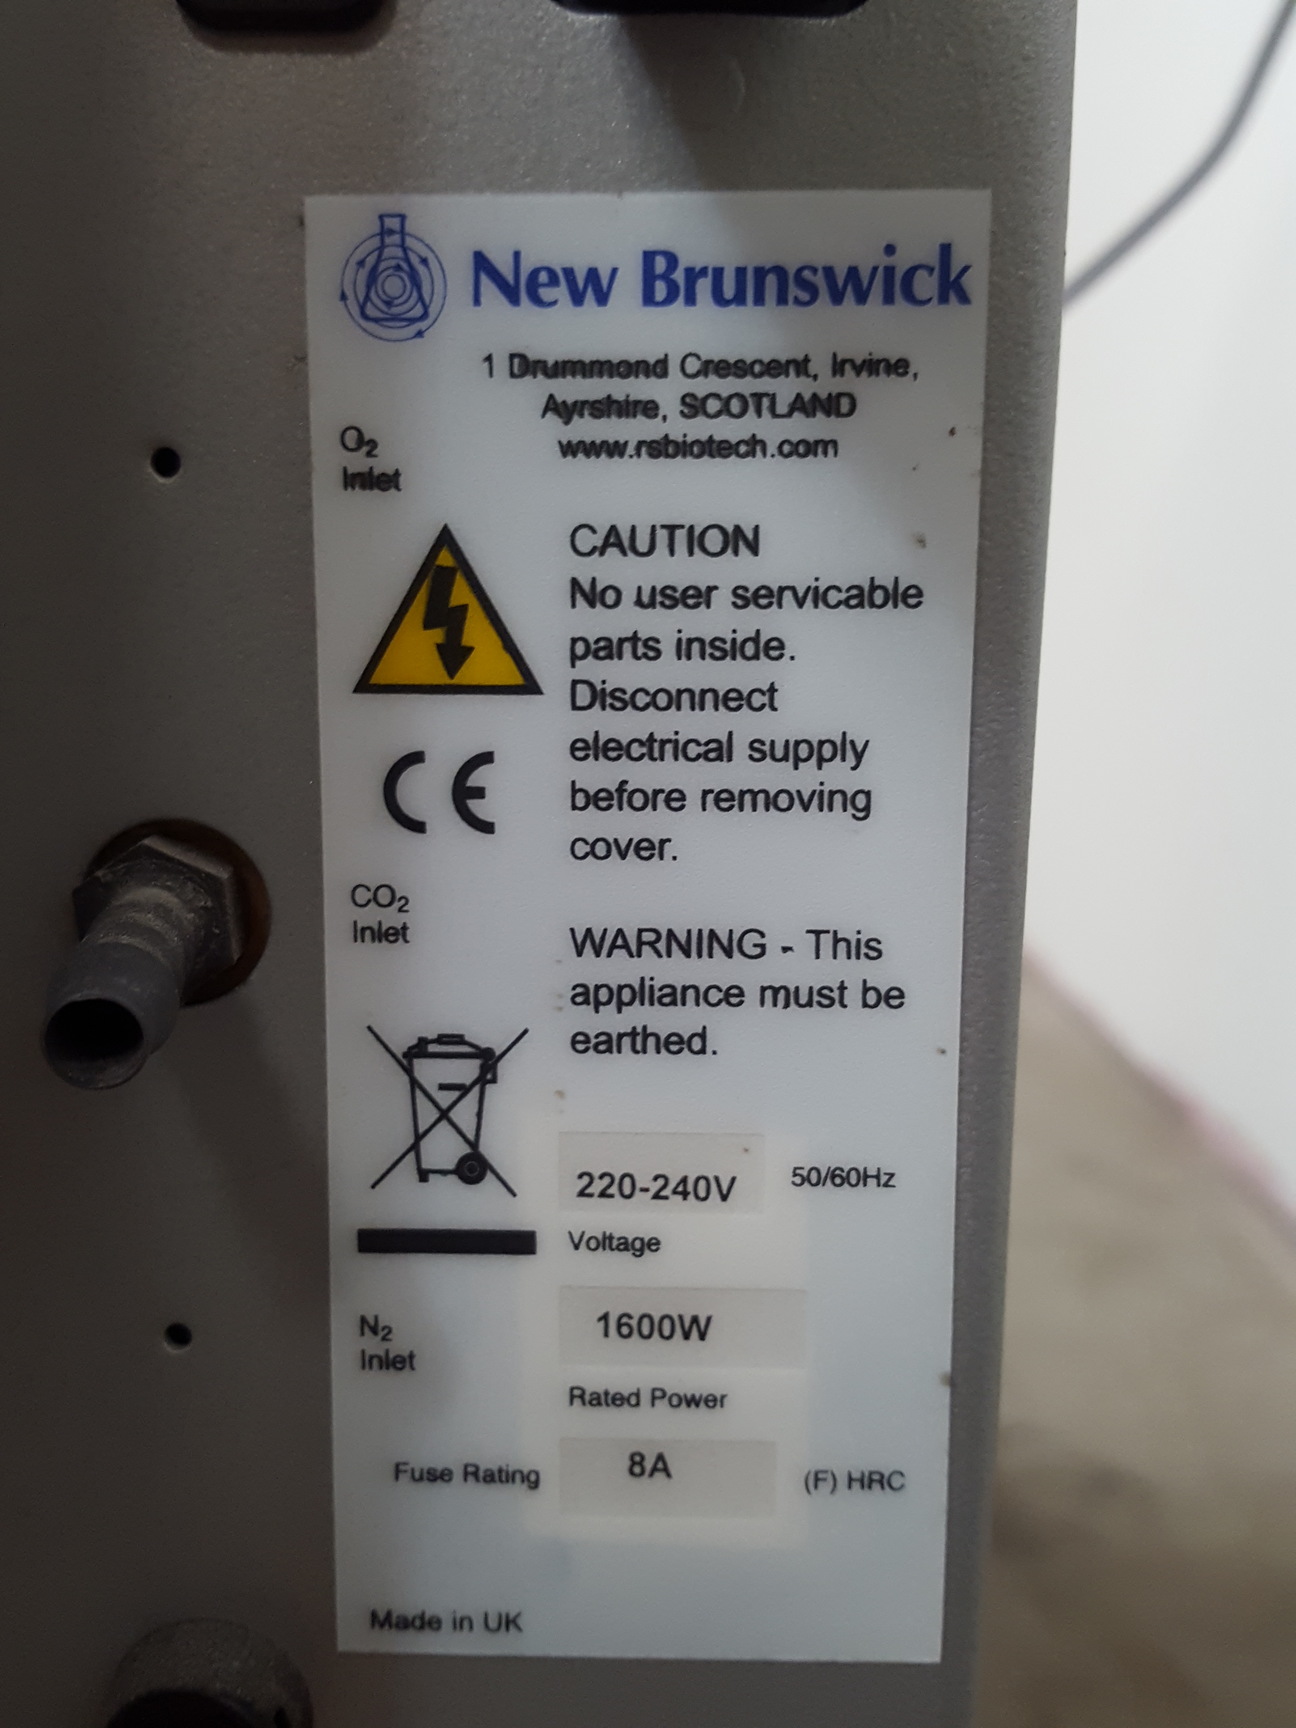 New Brunswick
1 Drummond Crescent, Irvine,
Ayrshire, SCOTLAND
www.rsbiotech.com
O₂
Inlet
CAUTION
No user servicable
parts inside.
Disconnect
electrical supply
before removing
cover.
CE
CO₂
Inlet
WARNING - This
appliance must be
earthed.
220-240V 50/60Hz
Voltage
N₂
Inlet
1600W
Rated Power
Fuse Rating 8A (F) HRC
Made in UK